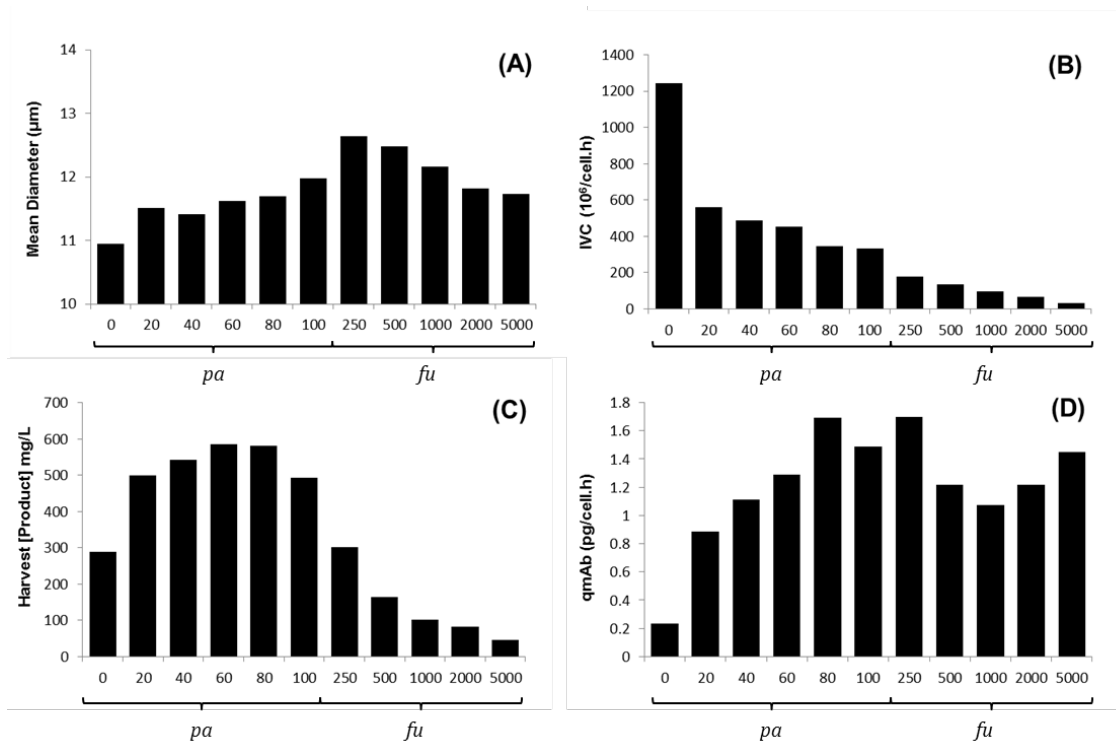 (A)
Mean Diameter (µm)
14
13
12
11
10
0 20 40 60 80 100 250 500 1000 2000 5000
pa fu
(B)
IVC (10⁶/cell.h)
1400
1200
1000
800
600
400
200
0
0 20 40 60 80 100 250 500 1000 2000 5000
pa fu
(C)
Harvest [Product] mg/L
700
600
500
400
300
200
100
0
0 20 40 60 80 100 250 500 1000 2000 5000
pa fu
(D)
qmAb (pg/cell.h)
1.8
1.6
1.4
1.2
1
0.8
0.6
0.4
0.2
0
0 20 40 60 80 100 250 500 1000 2000 5000
pa fu